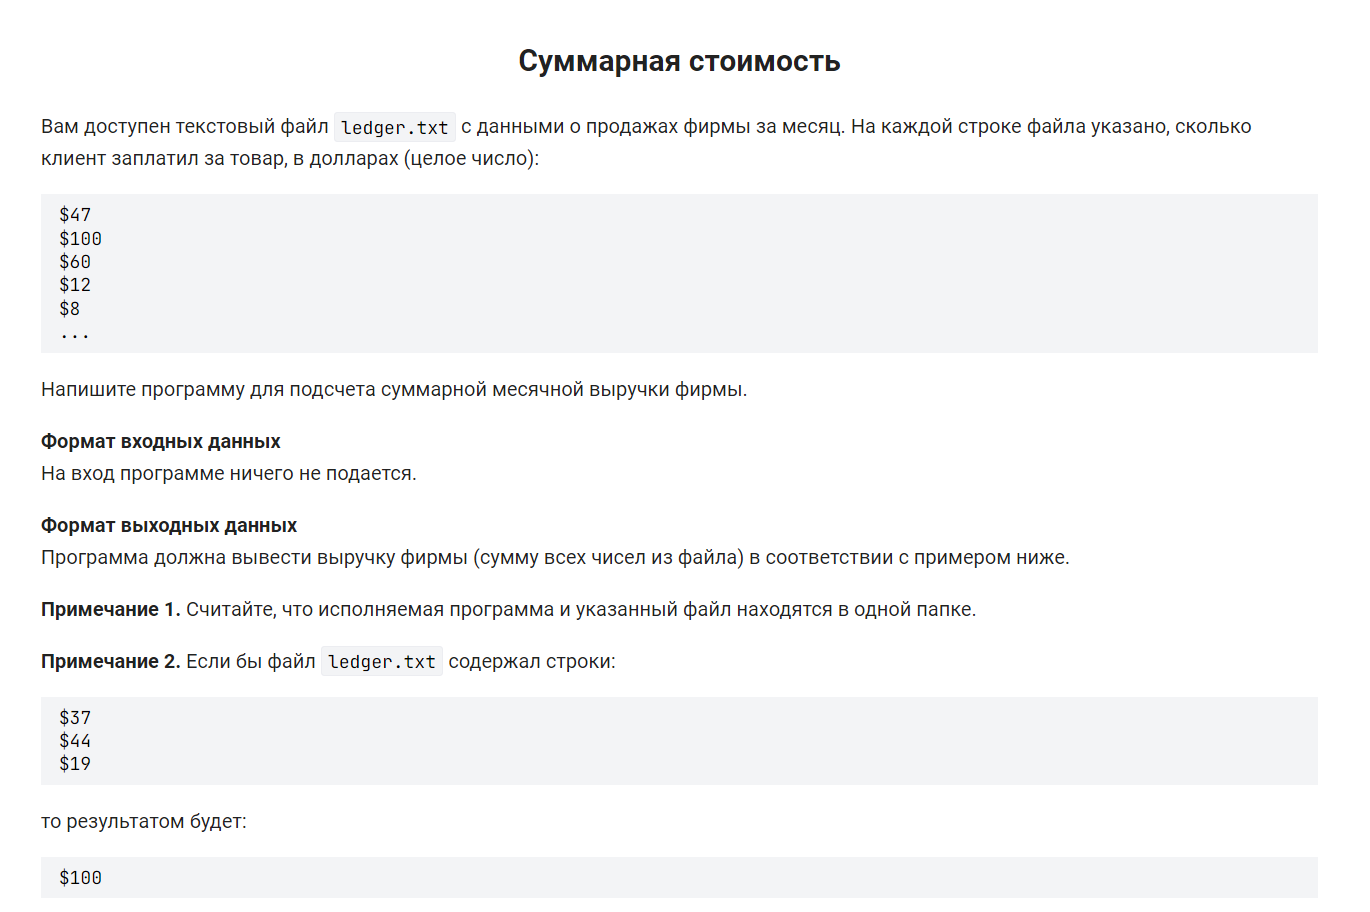 Суммарная стоимость
Вам доступен текстовый файл ledger.txt с данными о продажах фирмы за месяц. На каждой строке файла указано, сколько
клиент заплатил за товар, в долларах (целое число):
$47
$100
$60
$12
$8
...
Напишите программу для подсчета суммарной месячной выручки фирмы.
Формат входных данных
На вход программе ничего не подается.
Формат выходных данных
Программа должна вывести выручку фирмы (сумму всех чисел из файла) в соответствии с примером ниже.
Примечание 1. Считайте, что исполняемая программа и указанный файл находятся в одной папке.
Примечание 2. Если бы файл ledger.txt содержал строки:
$37
$44
$19
то результатом будет:
$100